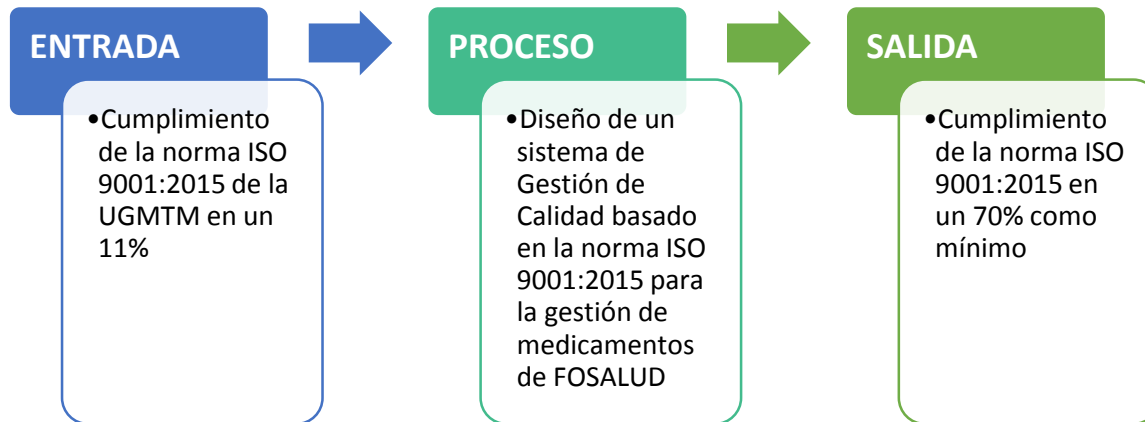 ENTRADA
•Cumplimiento
de la norma ISO
9001:2015 de la
UGMTM en un
11%
PROCESO
•Diseño de un
sistema de
Gestión de
Calidad basado
en la norma ISO
9001:2015 para
la gestión de
medicamentos
de FOSALUD
SALIDA
•Cumplimiento
de la norma ISO
9001:2015 en
un 70% como
mínimo